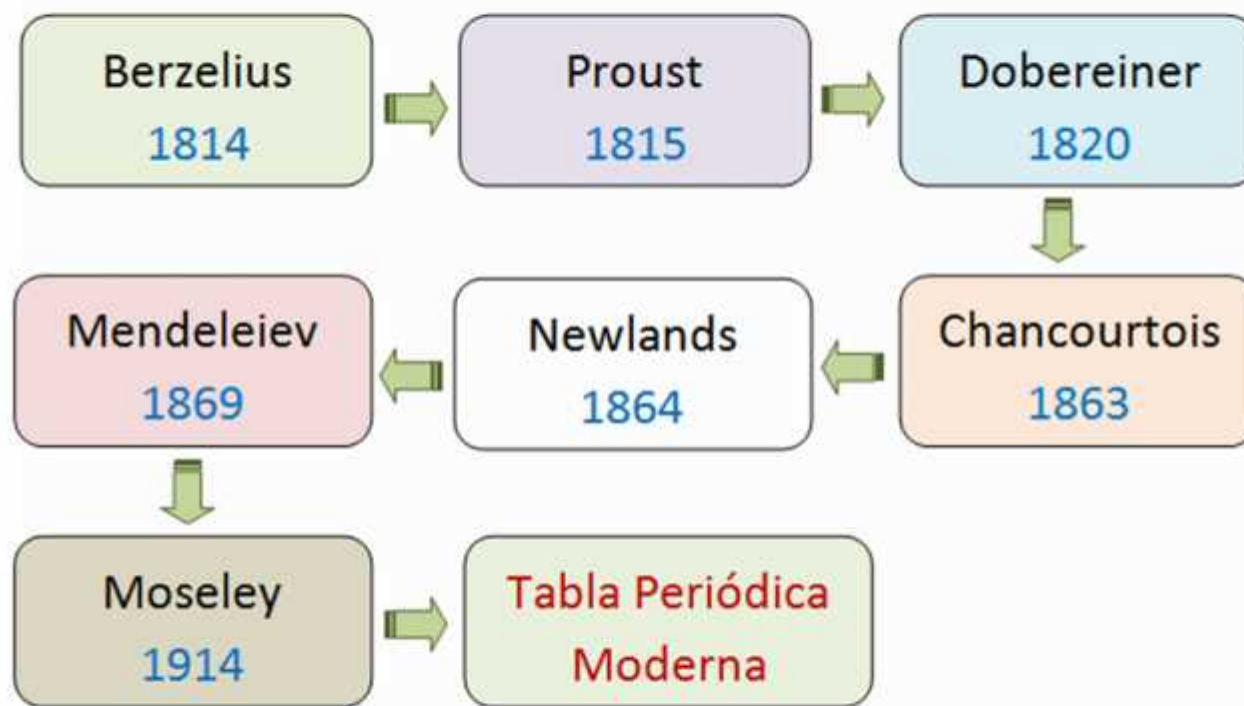 Berzelius
1814
Proust
1815
Dobereiner
1820
Chancourtois
1863
Newlands
1864
Mendeleiev
1869
Moseley
1914
Tabla Periódica
Moderna